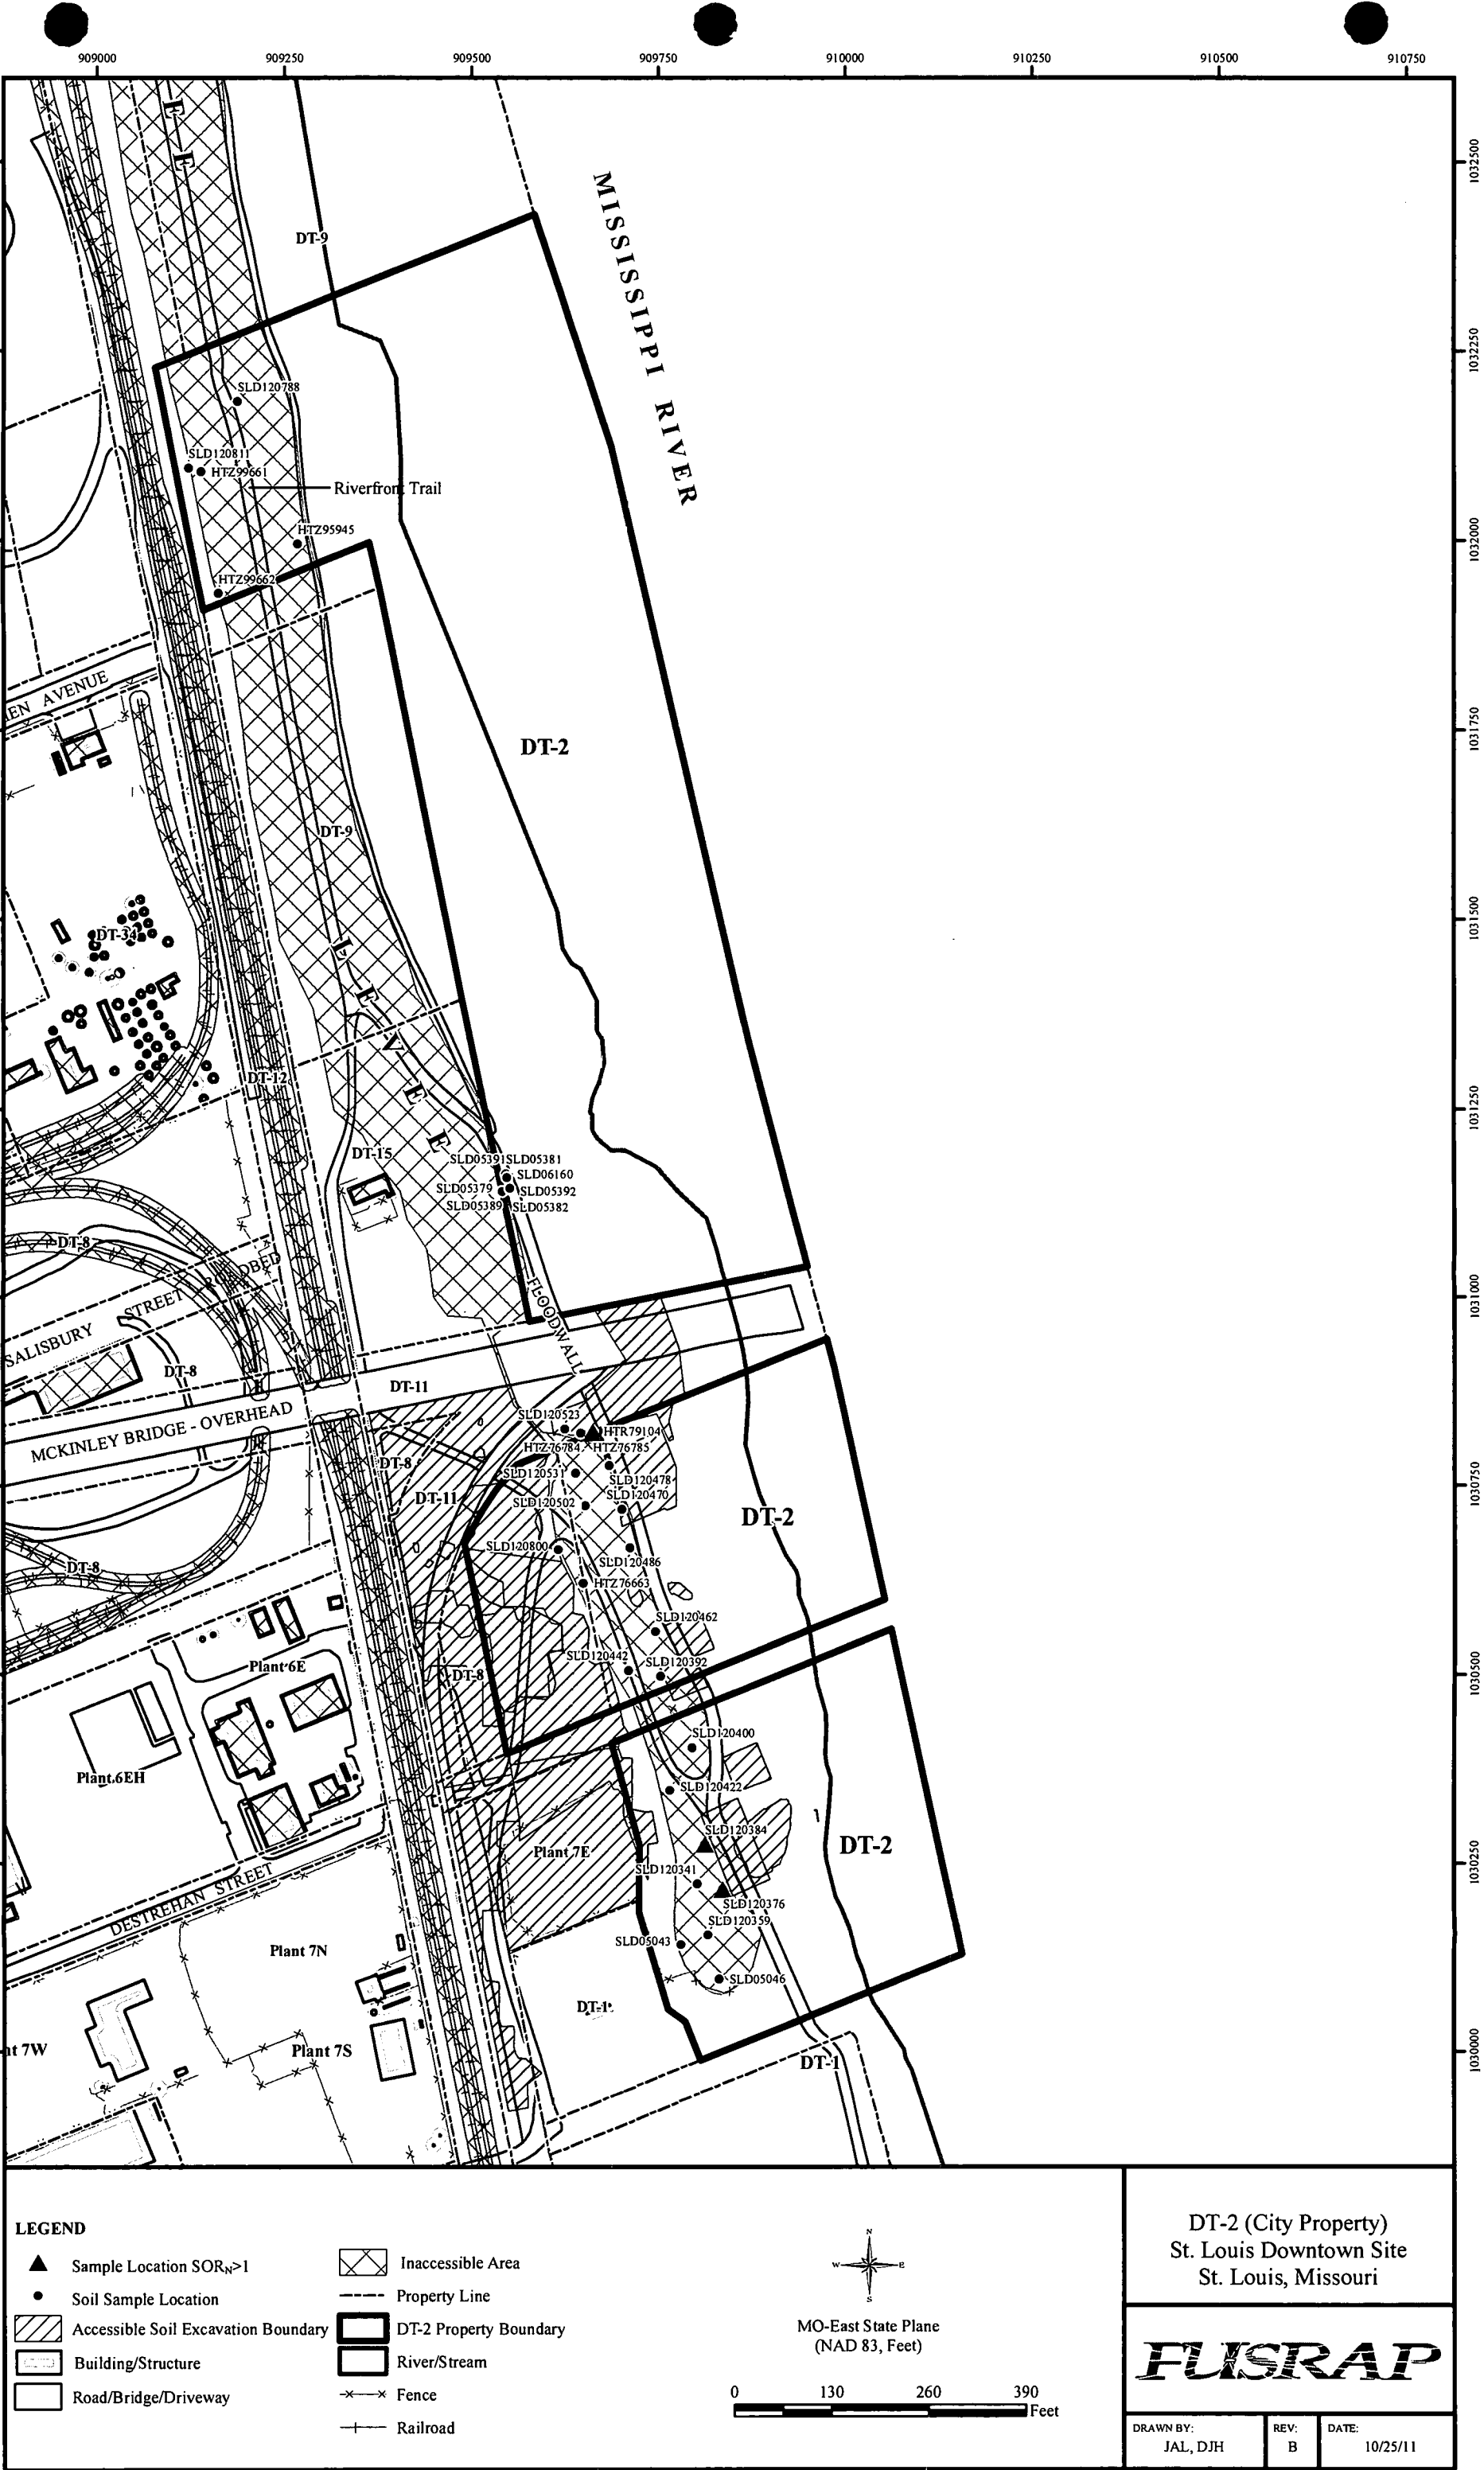 909000 909250 909500 909750 910000 910250 910500 910750
1032500
1032250
1032000
1031750
1031500
1031250
1031000
1030750
1030500
1030250
1030000
E
E
MISSISSIPPI RIVER
DT-9
SLD120788
SLD120811
HTZ99661
Riverfront Trail
HTZ95945
HTZ99662
EN AVENUE
DT-2
DT-9
DT-34
L
E
V
E
E
DT-12
DT-15
SLD05391 SLD05381
SLD06160
SLD05379 SLD05392
SLD05389 SLD05382
DT-8
SALISBURY STREET ROADBED
FLOODWALL
DT-8
DT-11
MCKINLEY BRIDGE - OVERHEAD
SLD120523
HTR79104
HTZ76784 HTZ76785
DT-8
SLD120531
SLD120478
DT-11
SLD120470
SLD120502
DT-2
SLD120800
SLD120486
DT-8
HTZ76663
SLD120462
SLD120442 SLD120392
Plant 6E
DT-8
SLD120400
Plant 6EH
SLD120422
SLD120384
DT-2
Plant 7E
SLD120341
SLD120376
DESTREHAN STREET
SLD120359
SLD05043
Plant 7N
SLD05046
DT-1
nt 7W
Plant 7S
DT-1
LEGEND
Sample Location SORN>1
Soil Sample Location
Accessible Soil Excavation Boundary
Building/Structure
Road/Bridge/Driveway
Inaccessible Area
Property Line
DT-2 Property Boundary
River/Stream
Fence
Railroad
N
W E
S
MO-East State Plane
(NAD 83, Feet)
0 130 260 390
Feet
DT-2 (City Property)
St. Louis Downtown Site
St. Louis, Missouri
FUSRAP
DRAWN BY:
JAL, DJH
REV:
B
DATE:
10/25/11